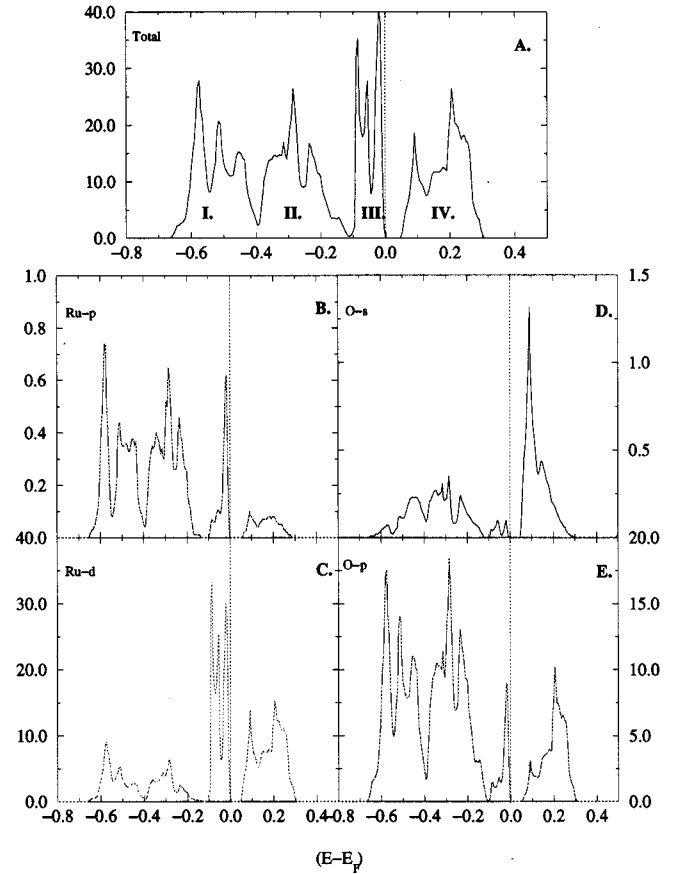 40.0
Total
A.
30.0
20.0
10.0
I.
II.
III.
IV.
0.0
−0.8 −0.6 −0.4 −0.2 0.0 0.2 0.4
1.0
1.5
Ru−p
B.
O−s
D.
0.8
1.0
0.6
0.4
0.5
0.2
40.0
20.0
Ru−d
C.
O−p
E.
30.0
15.0
20.0
10.0
10.0
5.0
0.0
0.0
−0.8 −0.6 −0.4 −0.2 0.0 0.2 0.4 −0.8 −0.6 −0.4 −0.2 0.0 0.2 0.4
(E−E_F)